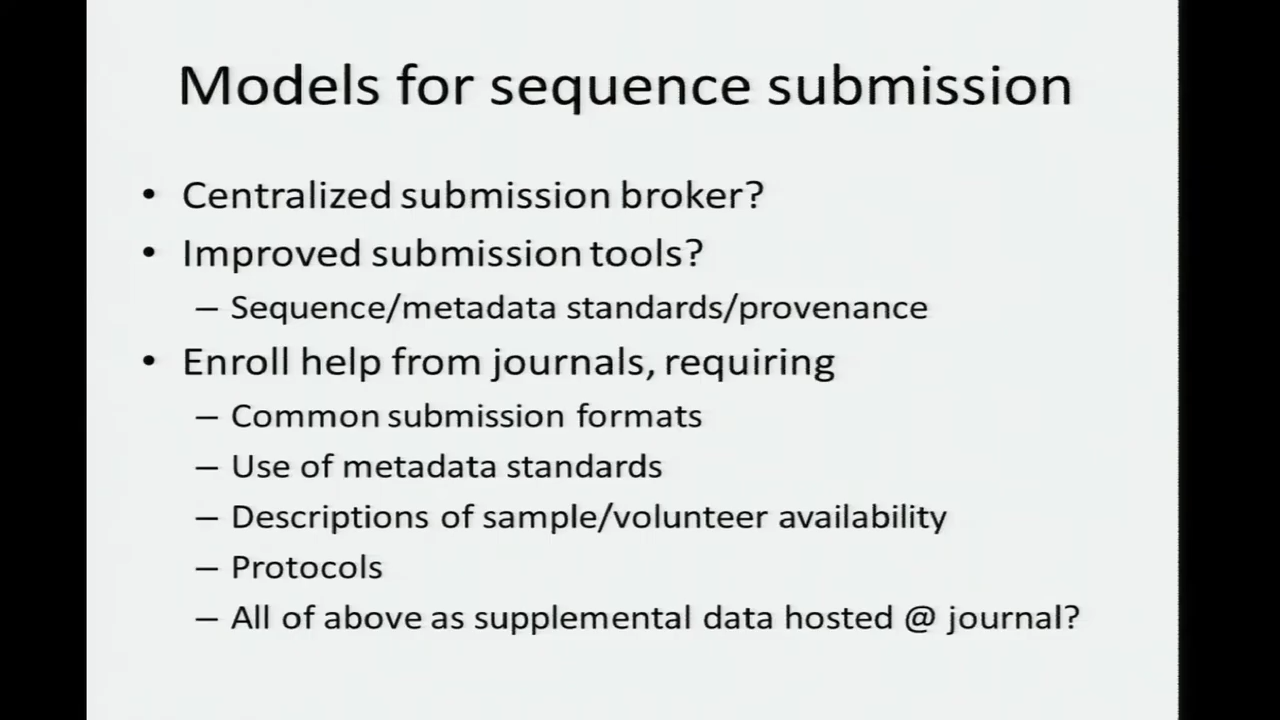 Models for sequence submission
• Centralized submission broker?
• Improved submission tools?
– Sequence/metadata standards/provenance
• Enroll help from journals, requiring
– Common submission formats
– Use of metadata standards
– Descriptions of sample/volunteer availability
– Protocols
– All of above as supplemental data hosted @ journal?